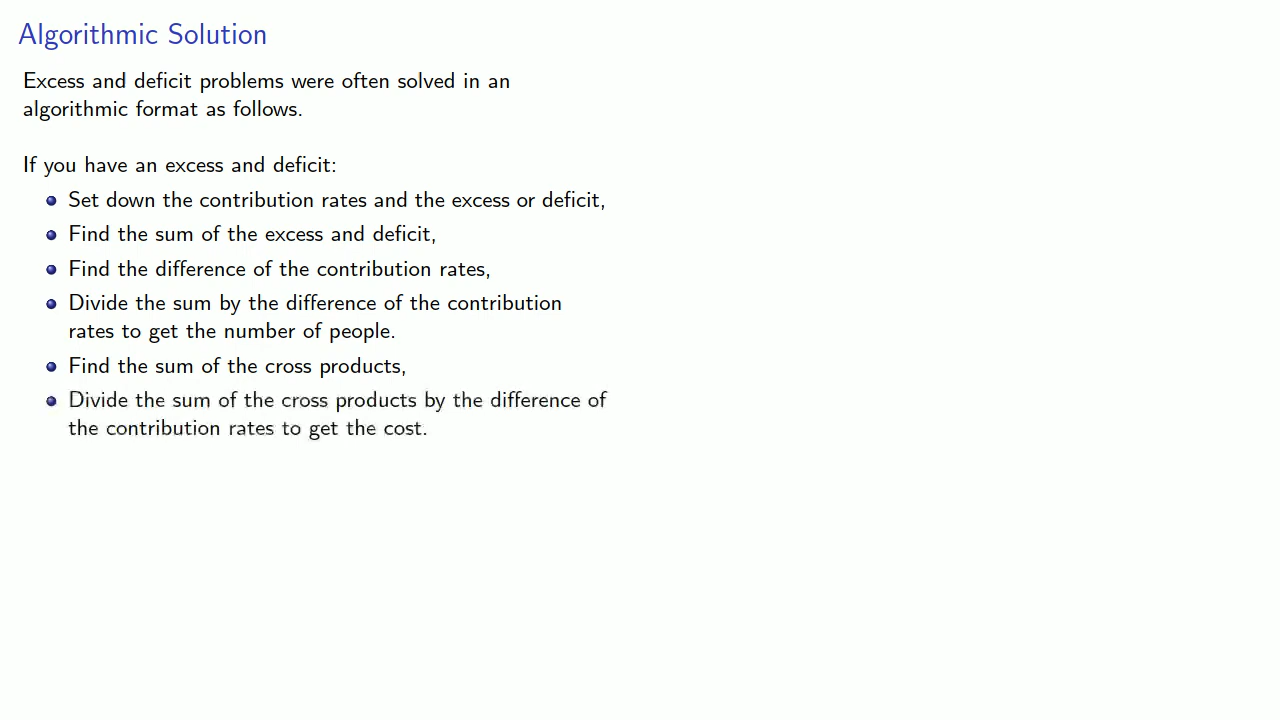 Algorithmic Solution
Excess and deficit problems were often solved in an
algorithmic format as follows.
If you have an excess and deficit:
Set down the contribution rates and the excess or deficit,
Find the sum of the excess and deficit,
Find the difference of the contribution rates,
Divide the sum by the difference of the contribution
rates to get the number of people.
Find the sum of the cross products,
Divide the sum of the cross products by the difference of
the contribution rates to get the cost.